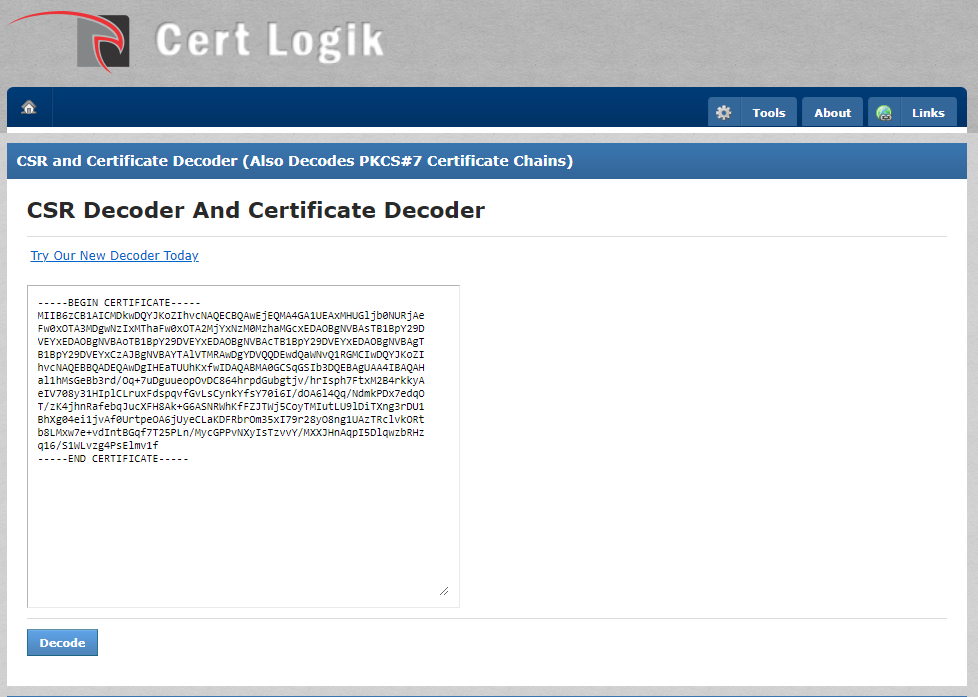 Cert Logik
Tools
About
Links
CSR and Certificate Decoder (Also Decodes PKCS#7 Certificate Chains)
CSR Decoder And Certificate Decoder
Try Our New Decoder Today
-----BEGIN CERTIFICATE-----
MIIB6zCB1AICMDkwDQYJKoZIhvcNAQECBQAwEjEQMA4GA1UEAxMHUGljb0NURjAe
Fw0xOTA3MDgwNzIxMThaFw0xOTA2MjYxNzM0MzhaMGcxEDAOBgNVBAsTB1BpY29D
VEYxEDAOBgNVBAoTB1BpY29DVEYxEDAOBgNVBAcTB1BpY29DVEYxEDAOBgNVBAgT
B1BpY29DVEYxCzAJBgNVBAYTAlVTMRAwDgYDVQQDEwdQaWNvQ1RGMCIwDQYJKoZI
hvcNAQEBBQADEQAwDgIHEaTUUhKxfwIDAQABMA0GCSqGSIb3DQEBAgUAA4IBAQAH
al1hMsGeBb3rd/Oq+7uDguueopOvDC864hrpdGubgtjv/hrIsph7FtxM2B4rkkyA
eIV708y31HIplCLruxFdspqvfGvLsCynkYfsY70i6I/dOA6l4Qq/NdmkPDx7edqO
T/zK4jhnRafebqJucXFH8Ak+G6ASNRWhKfFZJTWj5CoyTMIutLU9lDiTXng3rDU1
BhXg04ei1jvAf0UrtpeOA6jUyeCLaKDFRbrOm35xI79r28yO8ng1UAzTRclvkORt
b8LMxw7e+vdIntBGqf7T25PLn/MycGPPvNXyIsTzvvY/MXXJHnAqpI5DlqwzbRHz
q16/S1WLvzg4PsElmv1f
-----END CERTIFICATE-----
Decode